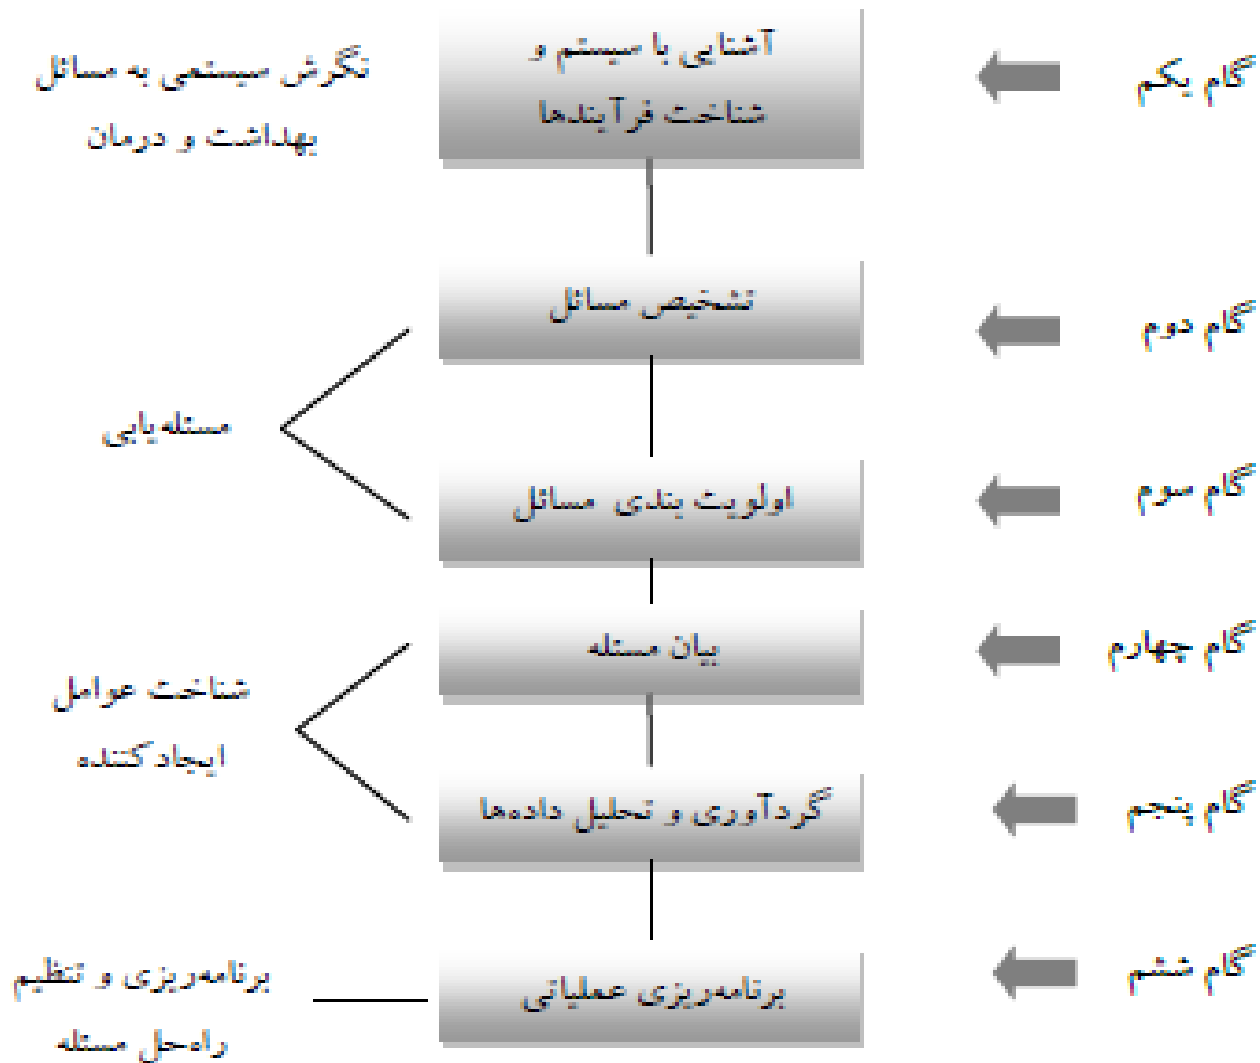 گام یکم
آشنایی با سیستم و
شناخت فرآیندها
نگرش سیستمی به مسائل
بهداشت و درمان
گام دوم
تشخیص مسائل
مسئله‌یابی
گام سوم
اولویت بندی مسائل
گام چهارم
بیان مسئله
شناخت عوامل
ایجادکننده
گام پنجم
گردآوری و تحلیل داده‌ها
گام ششم
برنامه‌ریزی عملیاتی
برنامه‌ریزی و تنظیم
راه‌حل مسئله